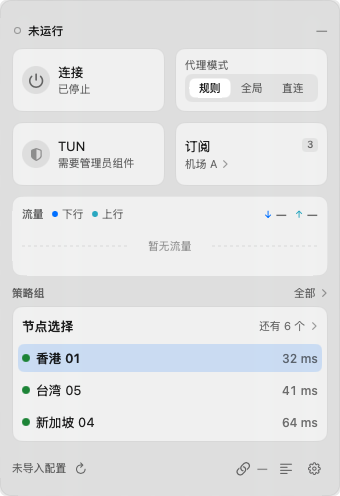 未运行 —
连接
已停止
代理模式
规则 全局 直连
TUN
需要管理员组件
订阅 3
机场 A >
流量 下行 上行 ↓ — ↑ —
暂无流量
策略组 全部 >
节点选择 还有 6 个 >
香港 01 32 ms
台湾 05 41 ms
新加坡 04 64 ms
未导入配置 —